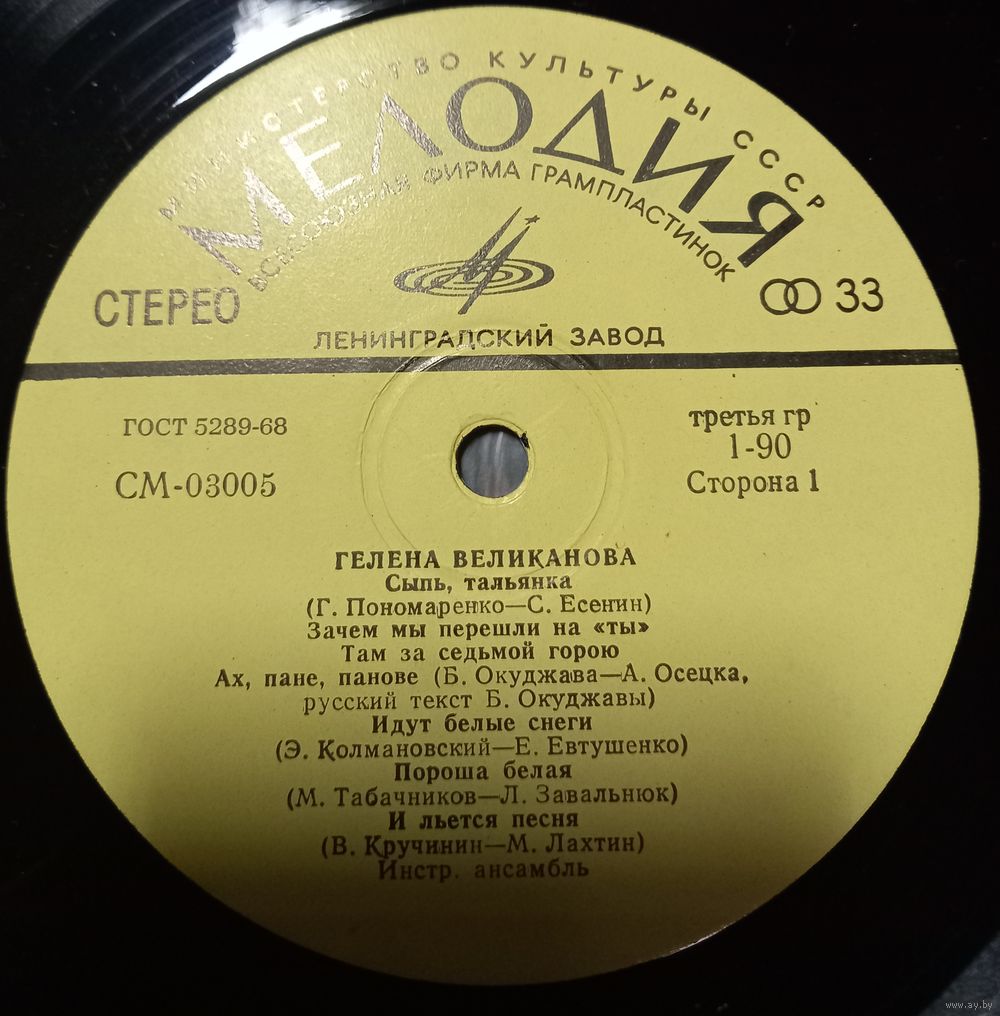 МИНИСТЕРСТВО КУЛЬТУРЫ СССР
МЕЛОДИЯ
ВСЕСОЮЗНАЯ ФИРМА ГРАМПЛАСТИНОК
СТЕРЕО
33
ЛЕНИНГРАДСКИЙ ЗАВОД
ГОСТ 5289-68
третья гр
1-90
СМ-03005
Сторона 1
ГЕЛЕНА ВЕЛИКАНОВА
Сыпь, тальянка
(Г. Пономаренко—С. Есенин)
Зачем мы перешли на «ты»
Там за седьмой горою
Ах, пане, панове (Б. Окуджава—А. Осецка,
русский текст Б. Окуджавы)
Идут белые снеги
(Э. Колмановский—Е. Евтушенко)
Пороша белая
(М. Табачников—Л. Завальнюк)
И льется песня
(В. Кручинин—М. Лахтин)
Инстр. ансамбль
www.ay.by